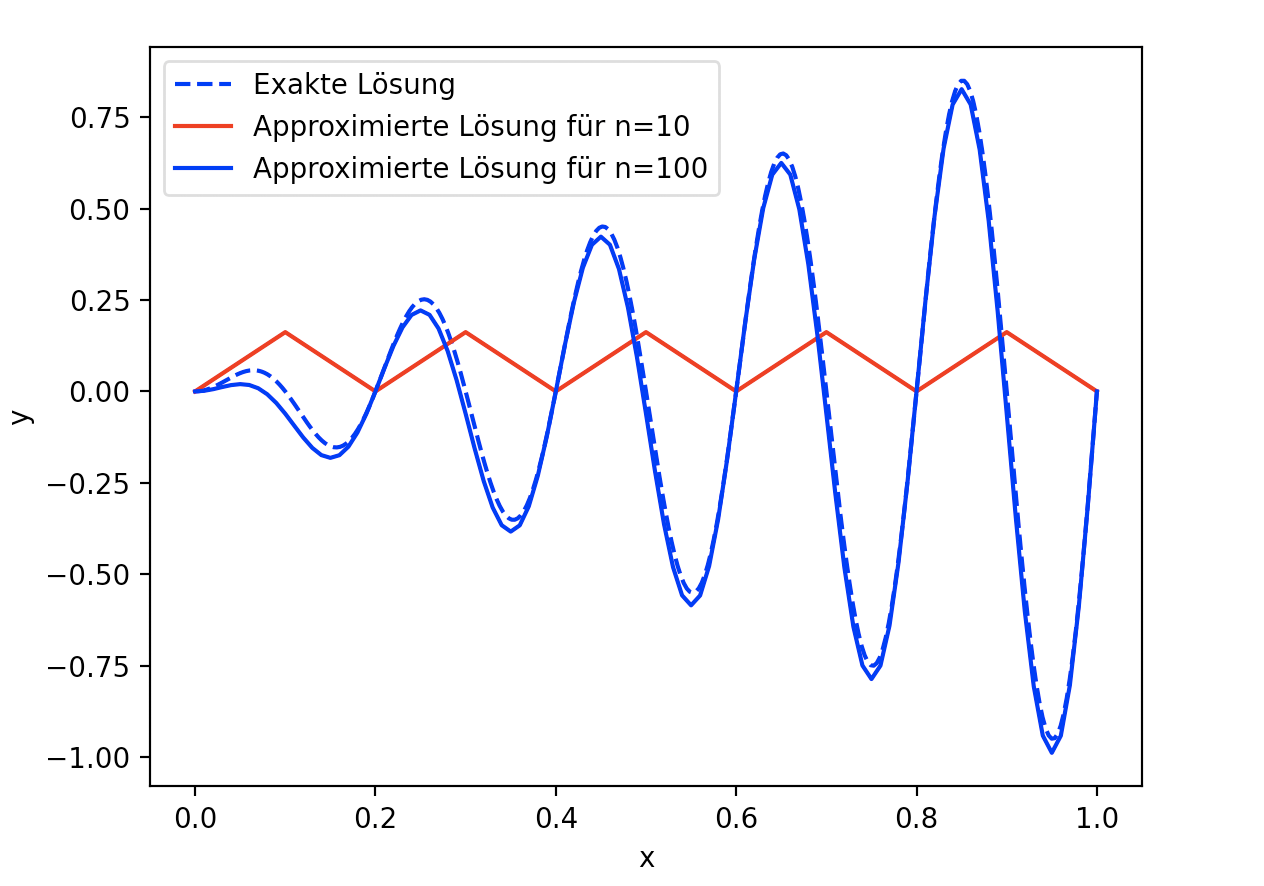 Exakte Lösung
Approximierte Lösung für n=10
Approximierte Lösung für n=100
0.75
0.50
0.25
0.00
−0.25
−0.50
−0.75
−1.00
y
0.0 0.2 0.4 0.6 0.8 1.0
x